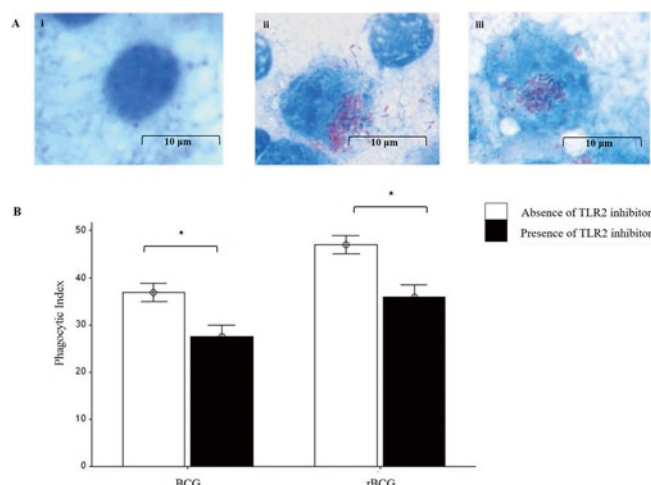 A
i
ii
iii
10 µm
10 µm
10 µm
B
*
*
Absence of TLR2 inhibitor
Presence of TLR2 inhibitor
Phagocytic Index
50
40
30
20
10
0
BCG
rBCG